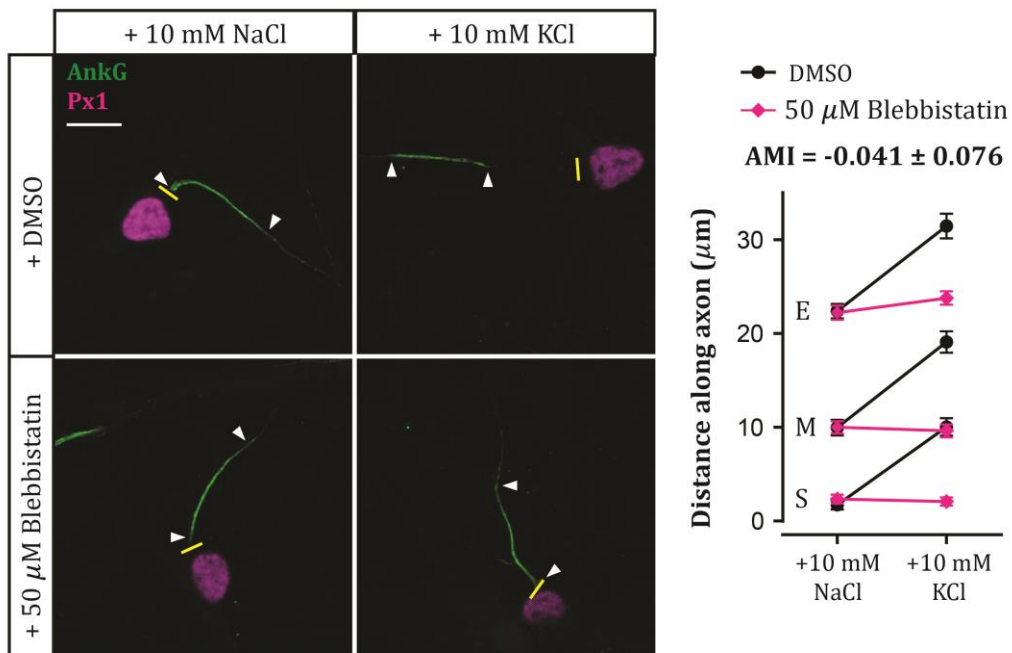 + 10 mM NaCl
+ 10 mM KCl
+ DMSO
AnkG
Px1
+ 50 μM Blebbistatin
DMSO
50 μM Blebbistatin
AMI = -0.041 ± 0.076
Distance along axon (μm)
30
20
10
0
E
M
S
+10 mM
NaCl
+10 mM
KCl